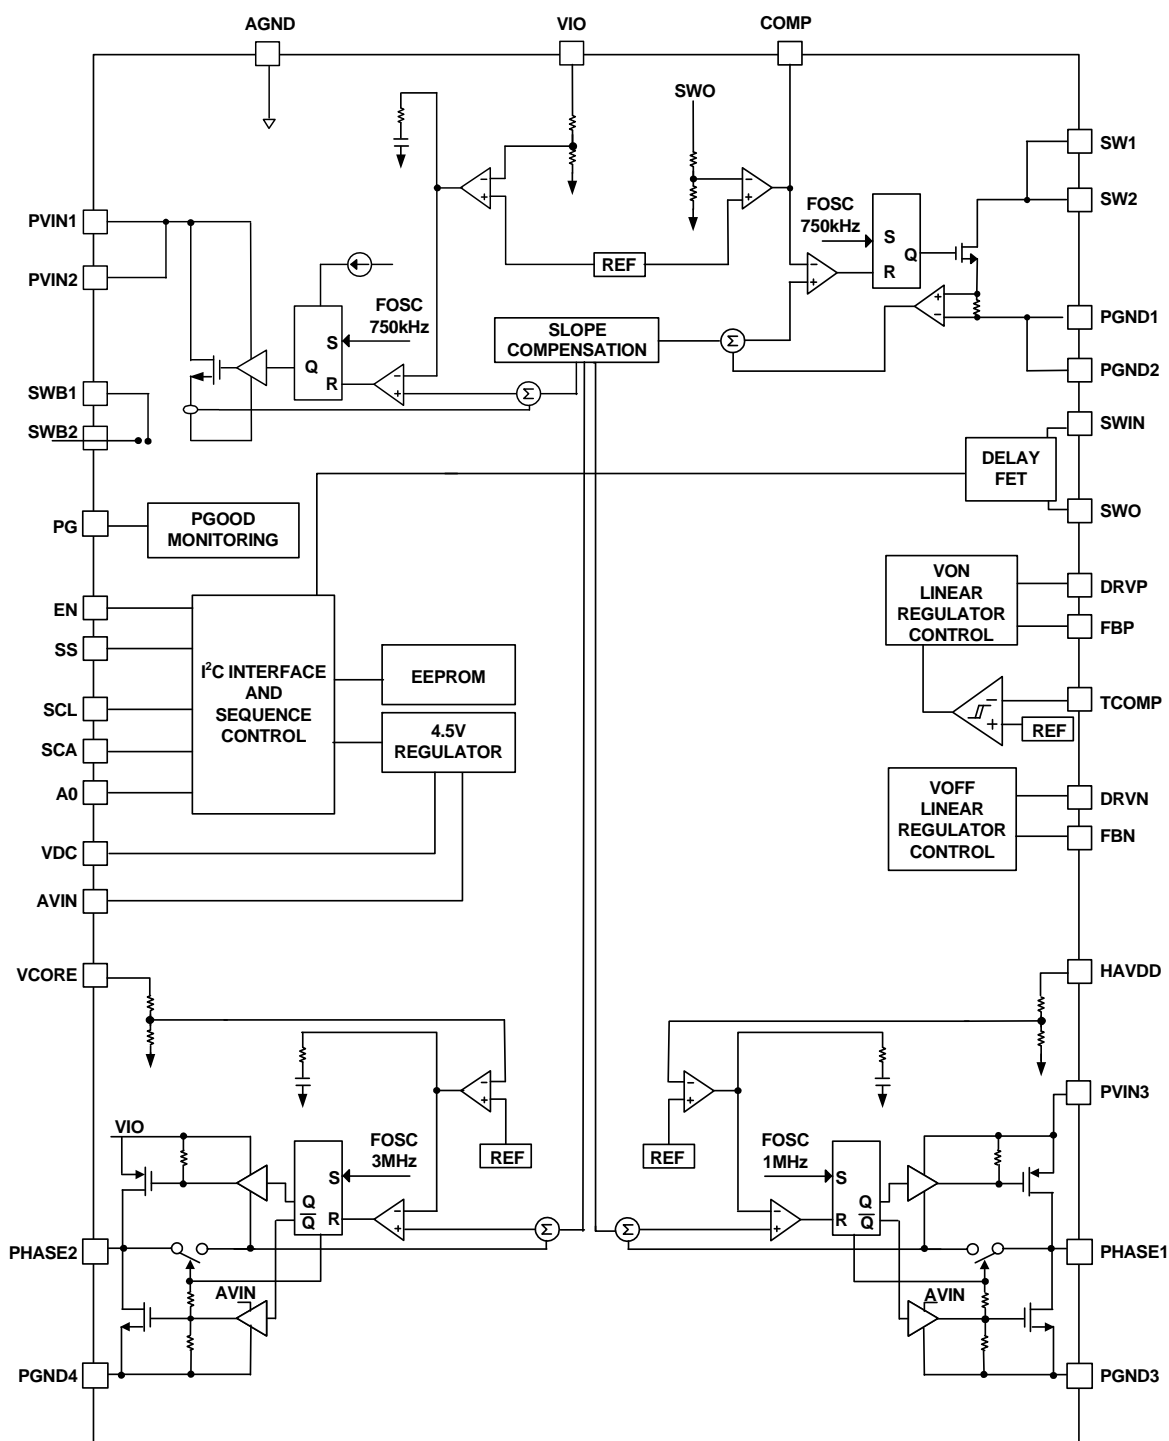 AGND
VIO
COMP
SWO
SW1
SW2
FOSC
750kHz
S
Q
R
PVIN1
PVIN2
REF
-
+
-
+
-
+
+
-
FOSC
750kHz
S
Q
R
-
+
SLOPE
COMPENSATION
Σ
Σ
PGND1
PGND2
SWB1
SWB2
SWIN
DELAY
FET
SWO
PG
PGOOD
MONITORING
VON
LINEAR
REGULATOR
CONTROL
DRVP
FBP
EN
SS
SCL
SCA
A0
I²C INTERFACE
AND
SEQUENCE
CONTROL
EEPROM
4.5V
REGULATOR
TCOMP
-
+
REF
VOFF
LINEAR
REGULATOR
CONTROL
DRVN
FBN
VDC
AVIN
VCORE
HAVDD
-
+
REF
-
+
REF
PVIN3
VIO
FOSC
3MHz
S
Q
Q̅
R
-
+
Σ
Σ
FOSC
1MHz
S
Q
R
Q̅
-
+
PHASE2
PHASE1
AVIN
AVIN
PGND4
PGND3